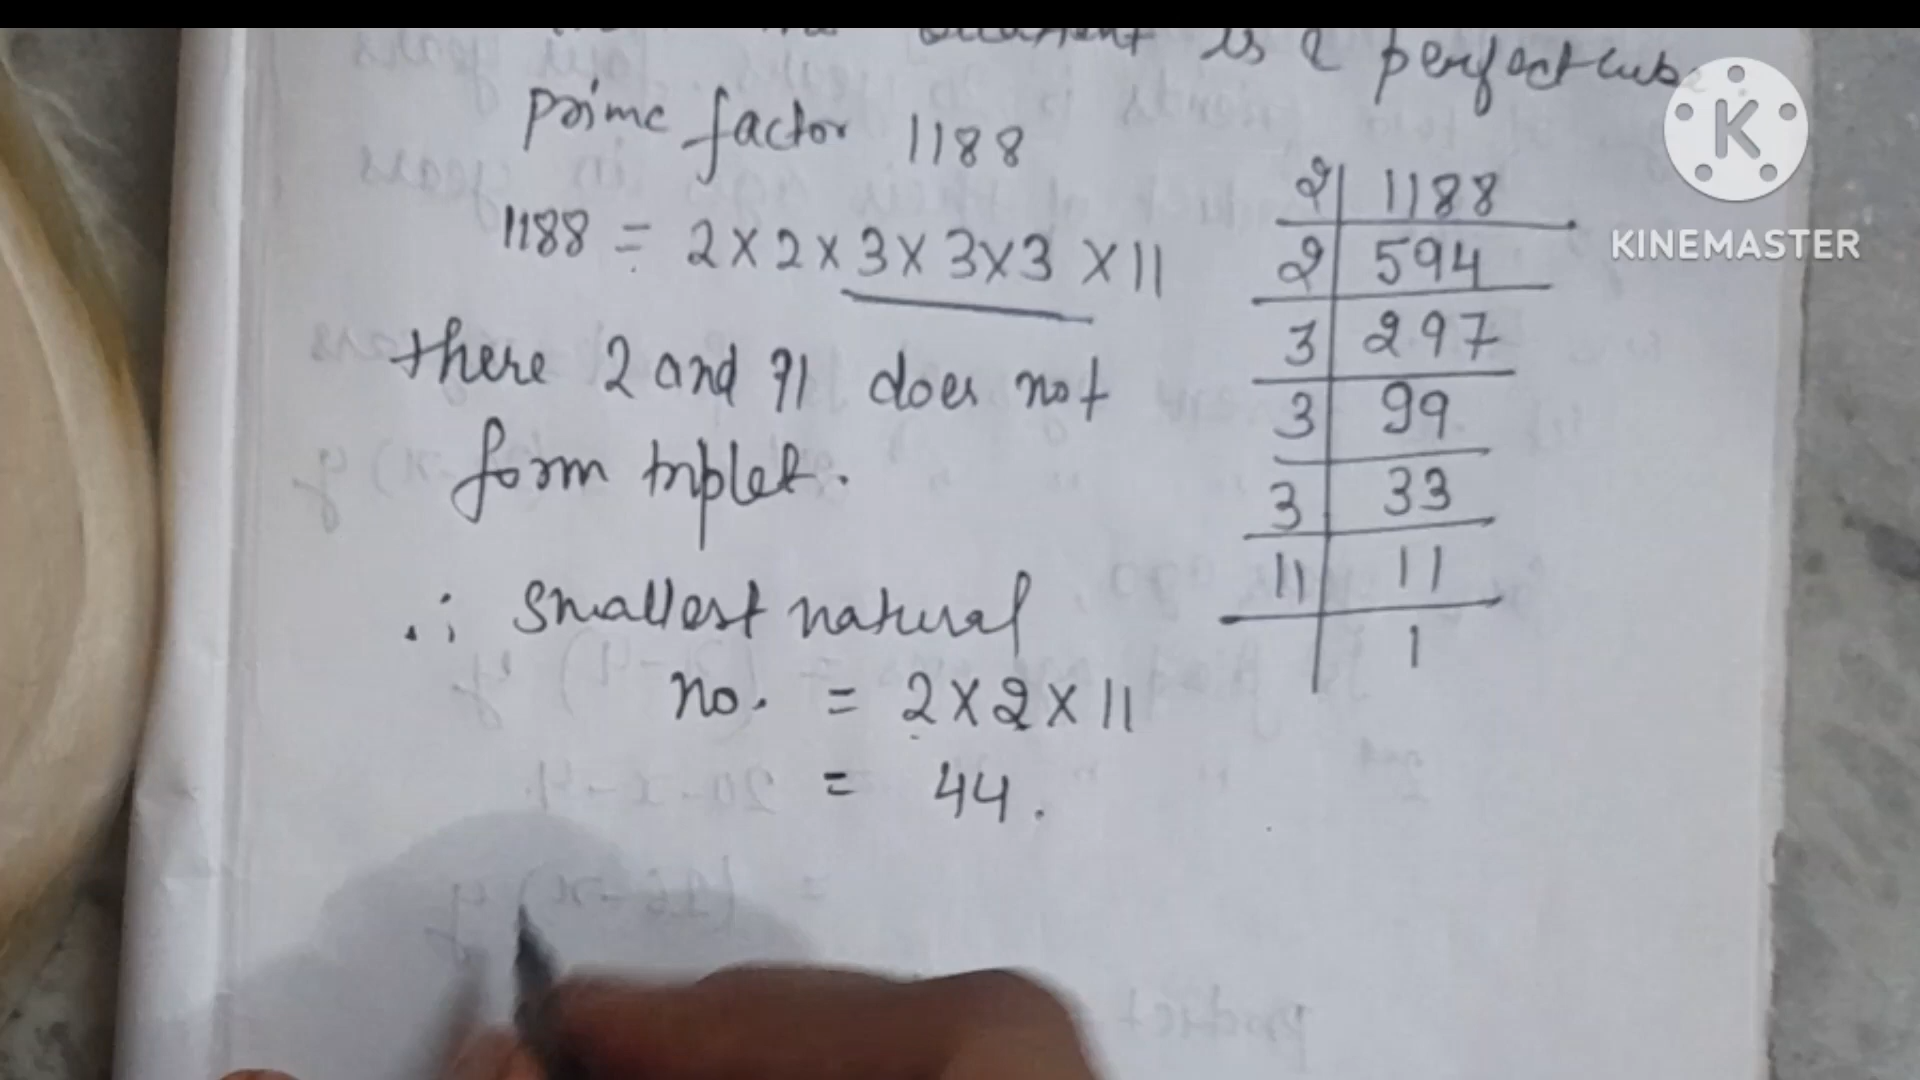 quotient is a perfect cube.
prime factor 1188
1188 = 2 × 2 × 3 × 3 × 3 × 11
there 2 and 11 does not
form triplet.
∴ Smallest natural
no. = 2 × 2 × 11
= 44.
2 | 1188
2 | 594
3 | 297
3 | 99
3 | 33
11 | 11
1
K
KINEMASTER